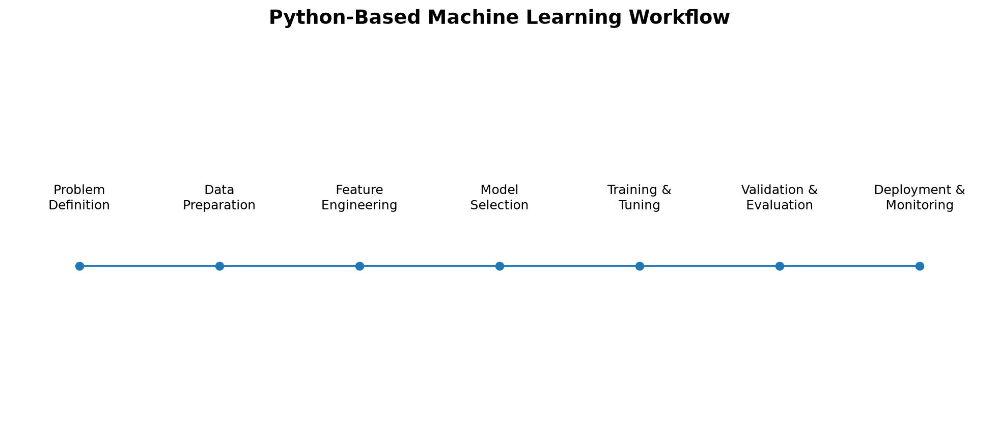 Python-Based Machine Learning Workflow
Problem
Definition
Data
Preparation
Feature
Engineering
Model
Selection
Training &
Tuning
Validation &
Evaluation
Deployment &
Monitoring